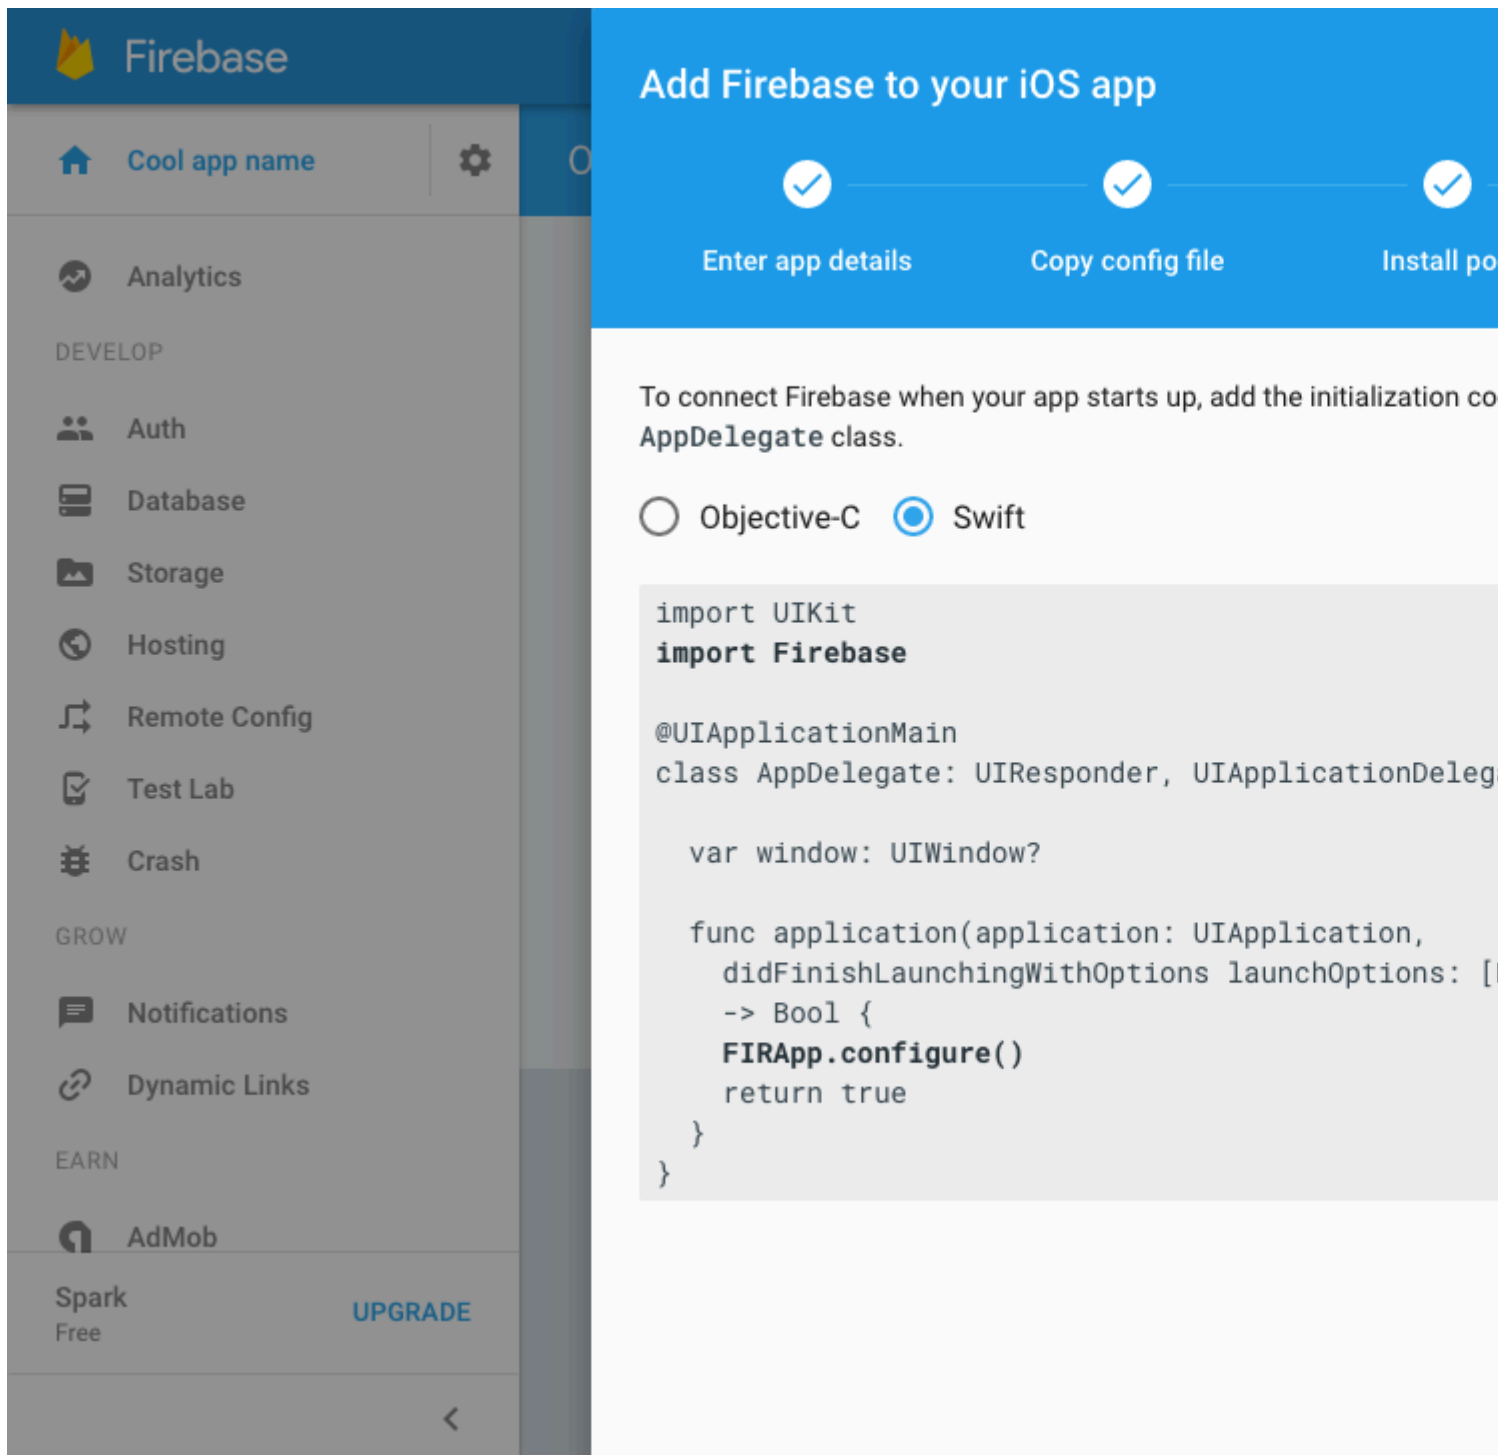 Firebase
Cool app name
Analytics
DEVELOP
Auth
Database
Storage
Hosting
Remote Config
Test Lab
Crash
GROW
Notifications
Dynamic Links
EARN
AdMob
Spark
Free
UPGRADE
Add Firebase to your iOS app
Enter app details
Copy config file
Install
To connect Firebase when your app starts up, add the initialization
AppDelegate class.
Objective-C Swift
import UIKit
import Firebase
@UIApplicationMain
class AppDelegate: UIResponder,
var window: UIWindow?
func application(application: UIApplication,
didFinishLaunchingWithOptions launchOptions: [
-> Bool {
FIRApp.configure()
return true
}
}